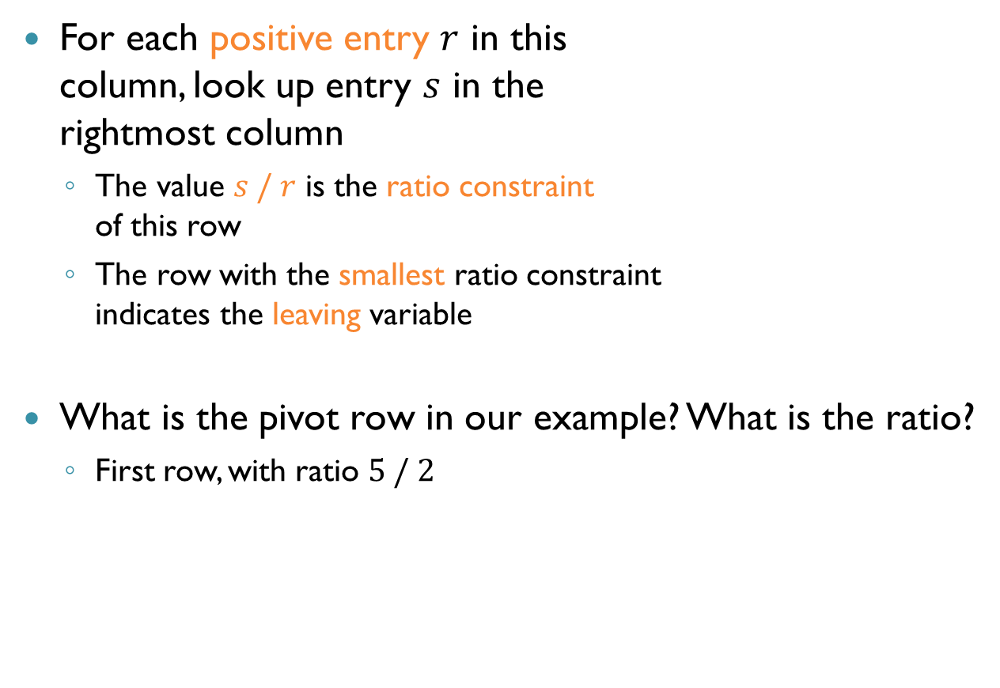 • For each positive entry 𝑟 in this
column, look up entry 𝑠 in the
rightmost column
◦ The value 𝑠 / 𝑟 is the ratio constraint
of this row
◦ The row with the smallest ratio constraint
indicates the leaving variable
• What is the pivot row in our example? What is the ratio?
◦ First row, with ratio 5 / 2